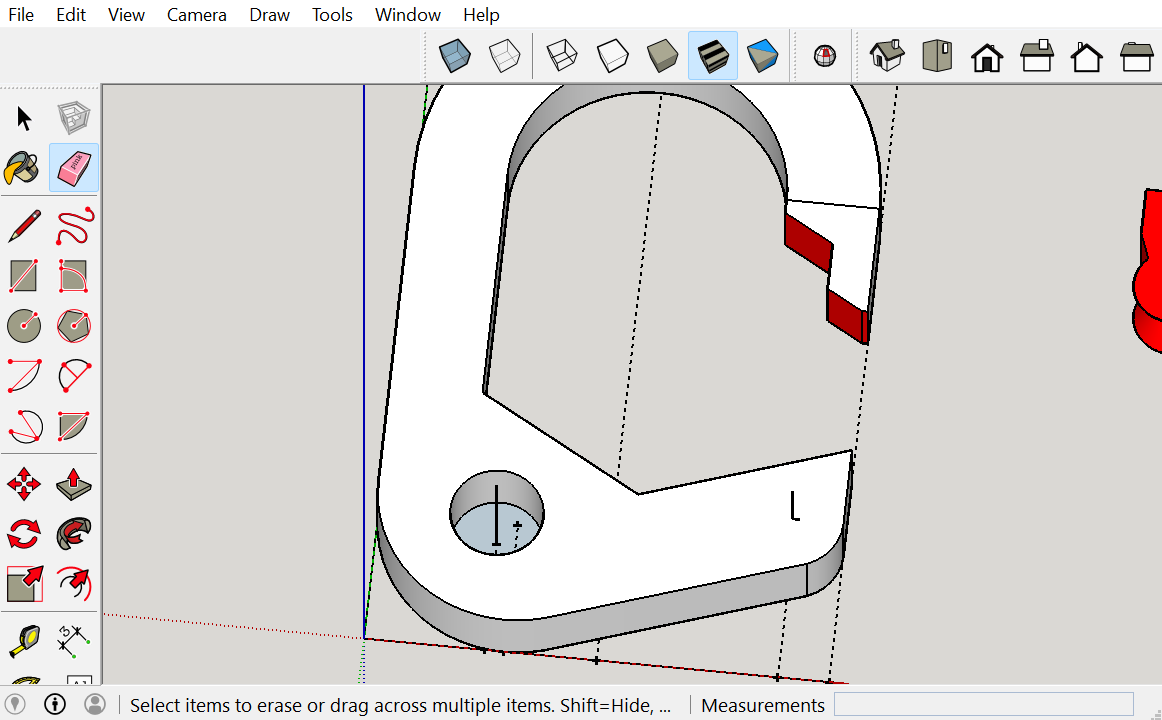 File Edit View Camera Draw Tools Window Help
pink
Select items to erase or drag across multiple items. Shift=Hide, ... Measurements